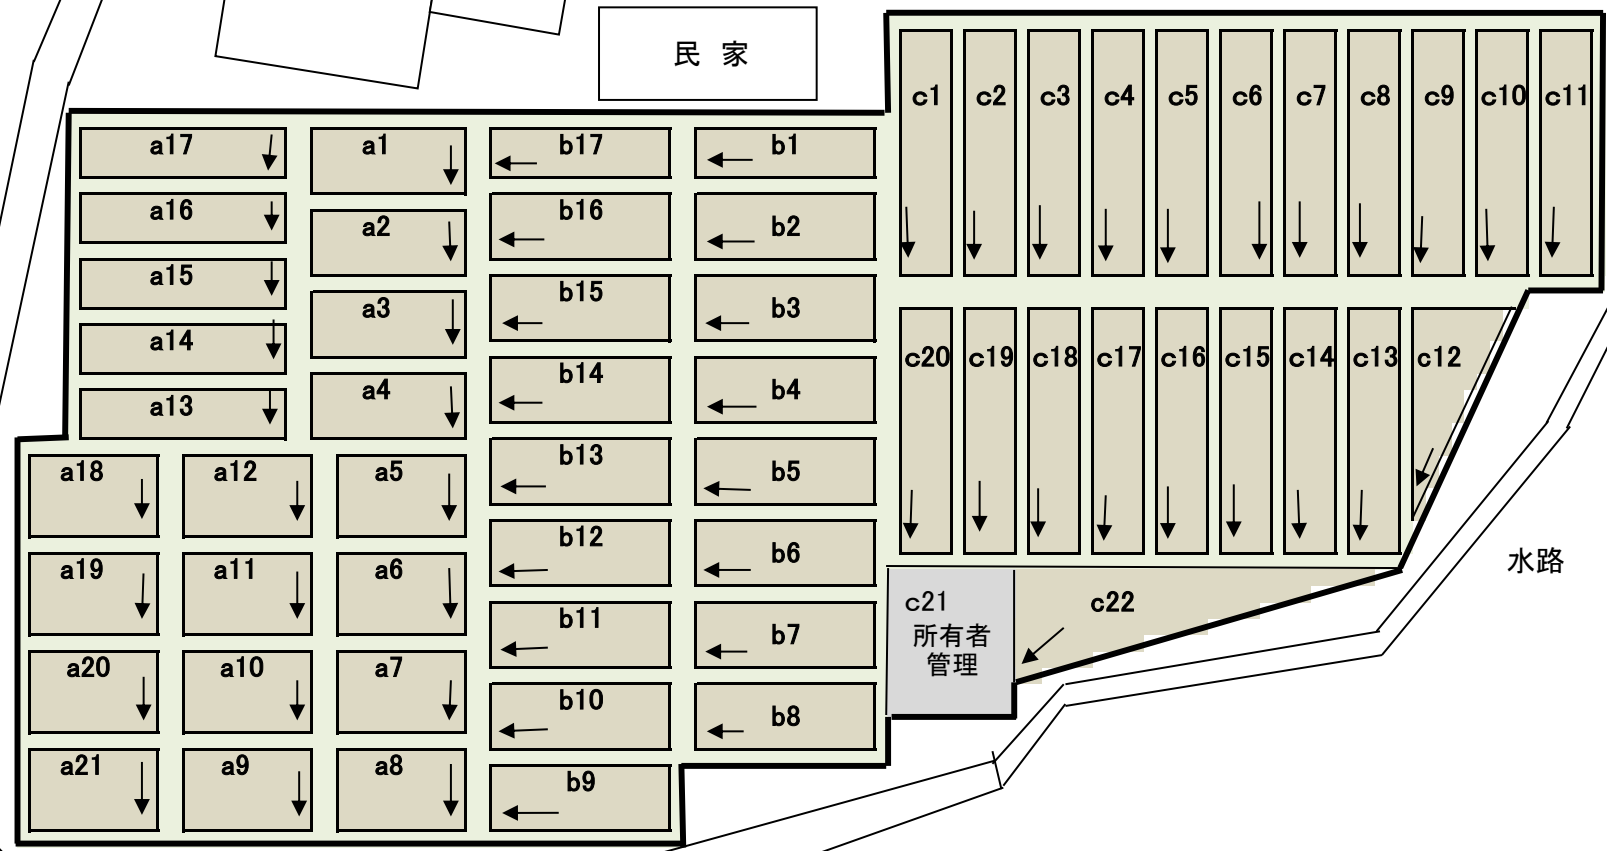 民 家
c1 c2 c3 c4 c5 c6 c7 c8 c9 c10 c11
a17 a1 b17 b1
a16 a2 b16 b2
a15 a3 b15 b3
a14 a4 b14 b4
a13
c20 c19 c18 c17 c16 c15 c14 c13 c12
a18 a12 a5 b13 b5
a19 a11 a6 b12 b6
a20 a10 a7 b11 b7
a21 a9 a8 b10 b8
b9
c21
所有者
管理
c22
水路